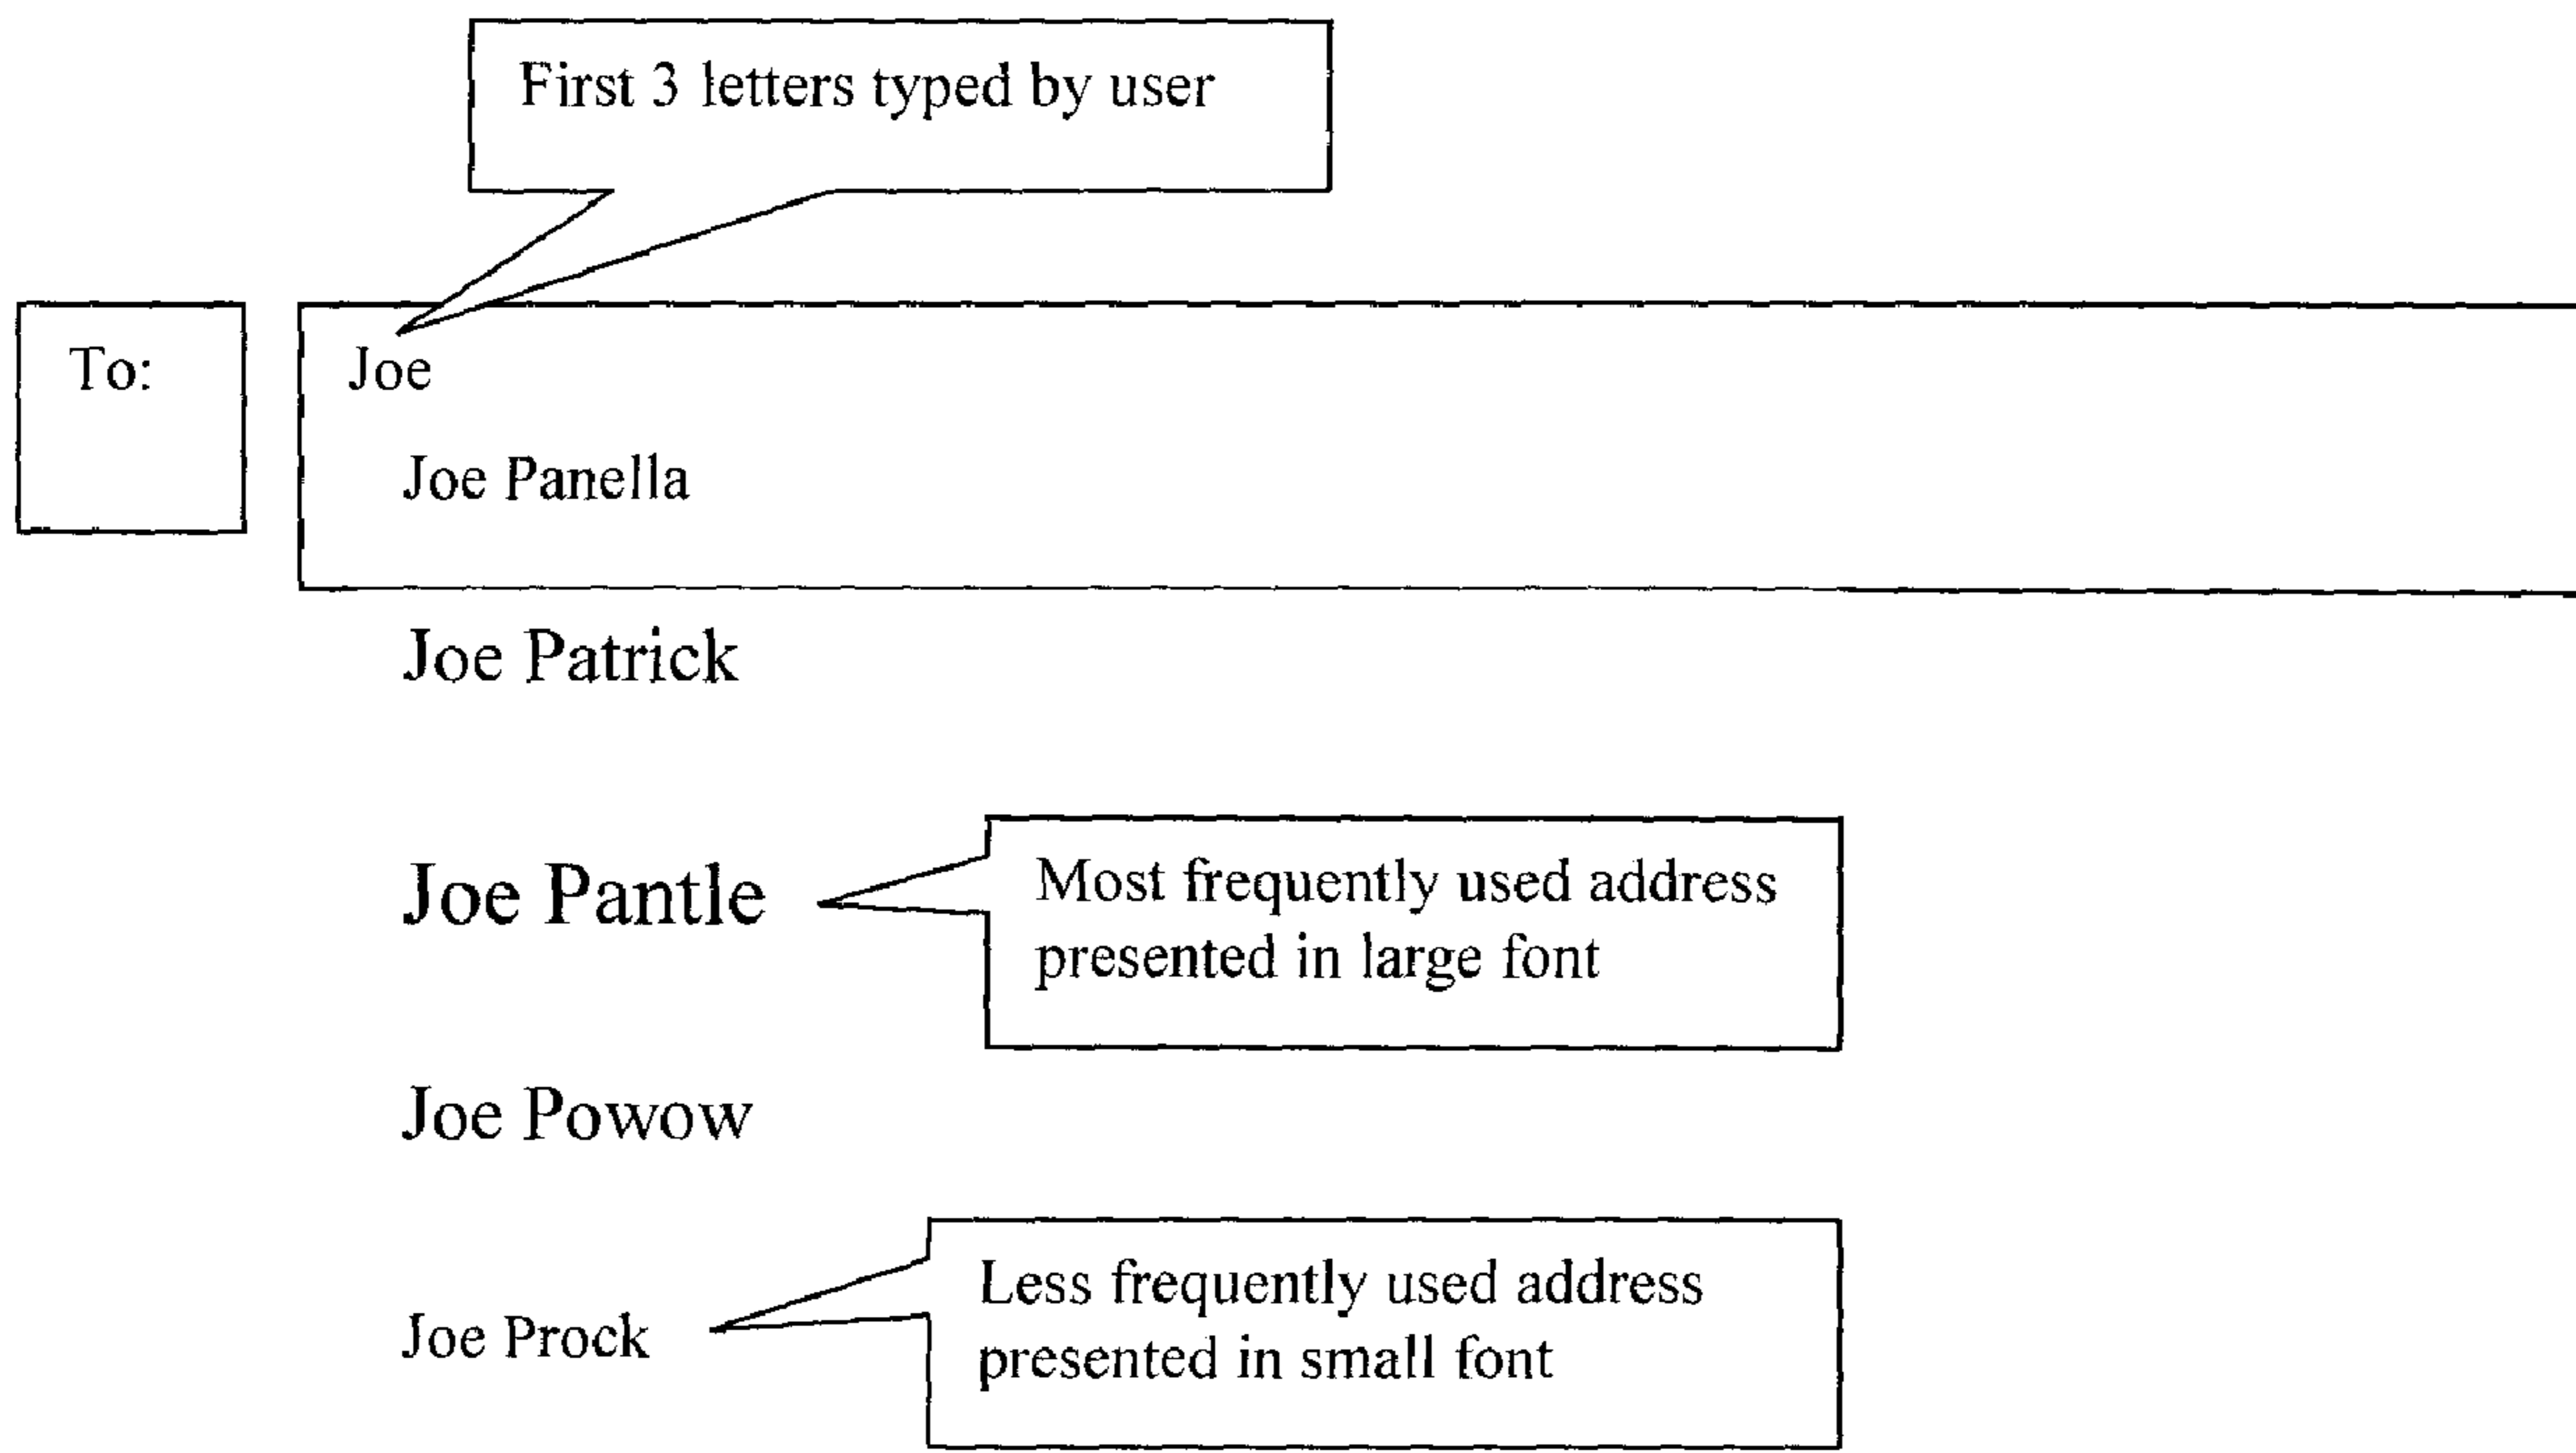 First 3 letters typed by user
To:
Joe
Joe Panella
Joe Patrick
Joe Pantle
Most frequently used address
presented in large font
Joe Powow
Less frequently used address
presented in small font
Joe Prock